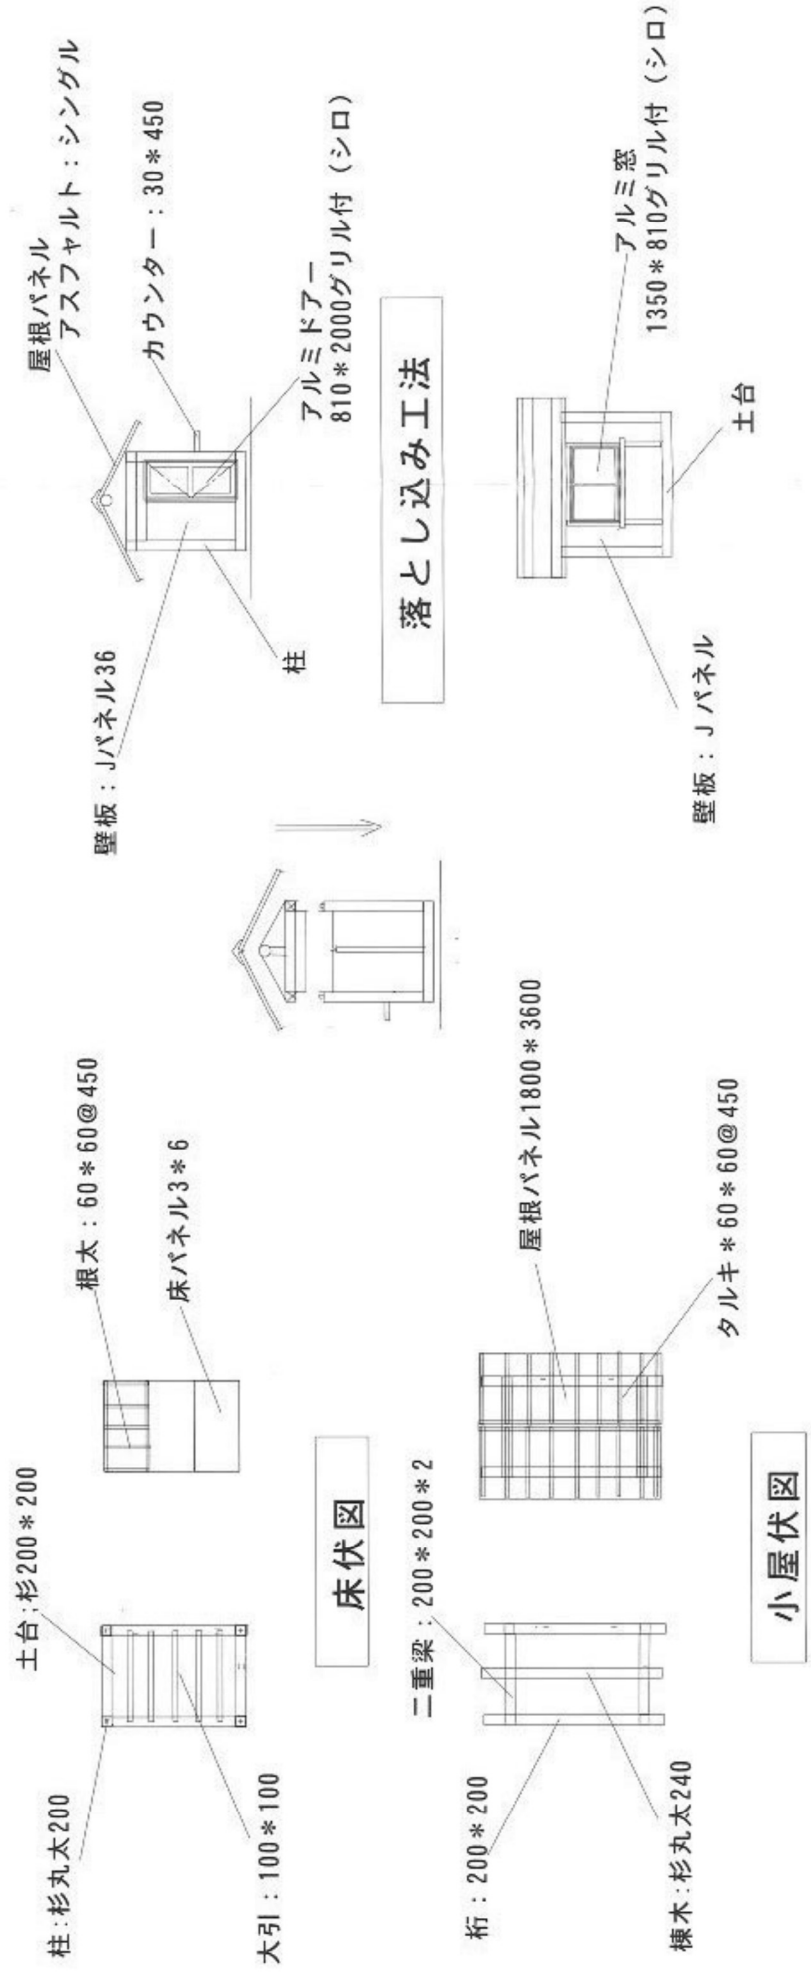 柱:杉丸太200
土台:杉200*200
大引：100*100
根太：60*60@450
床パネル3*6
床伏図
桁：200*200
二重梁：200*200*2
棟木:杉丸太240
屋根パネル1800*3600
タルキ*60*60@450
小屋伏図
壁板：Jパネル36
柱
屋根パネル
アスファルト：シングル
カウンター：30*450
アルミドアー
810*2000グリル付（シロ）
落とし込み工法
壁板：Jパネル
土台
アルミ窓
1350*810グリル付（シロ）